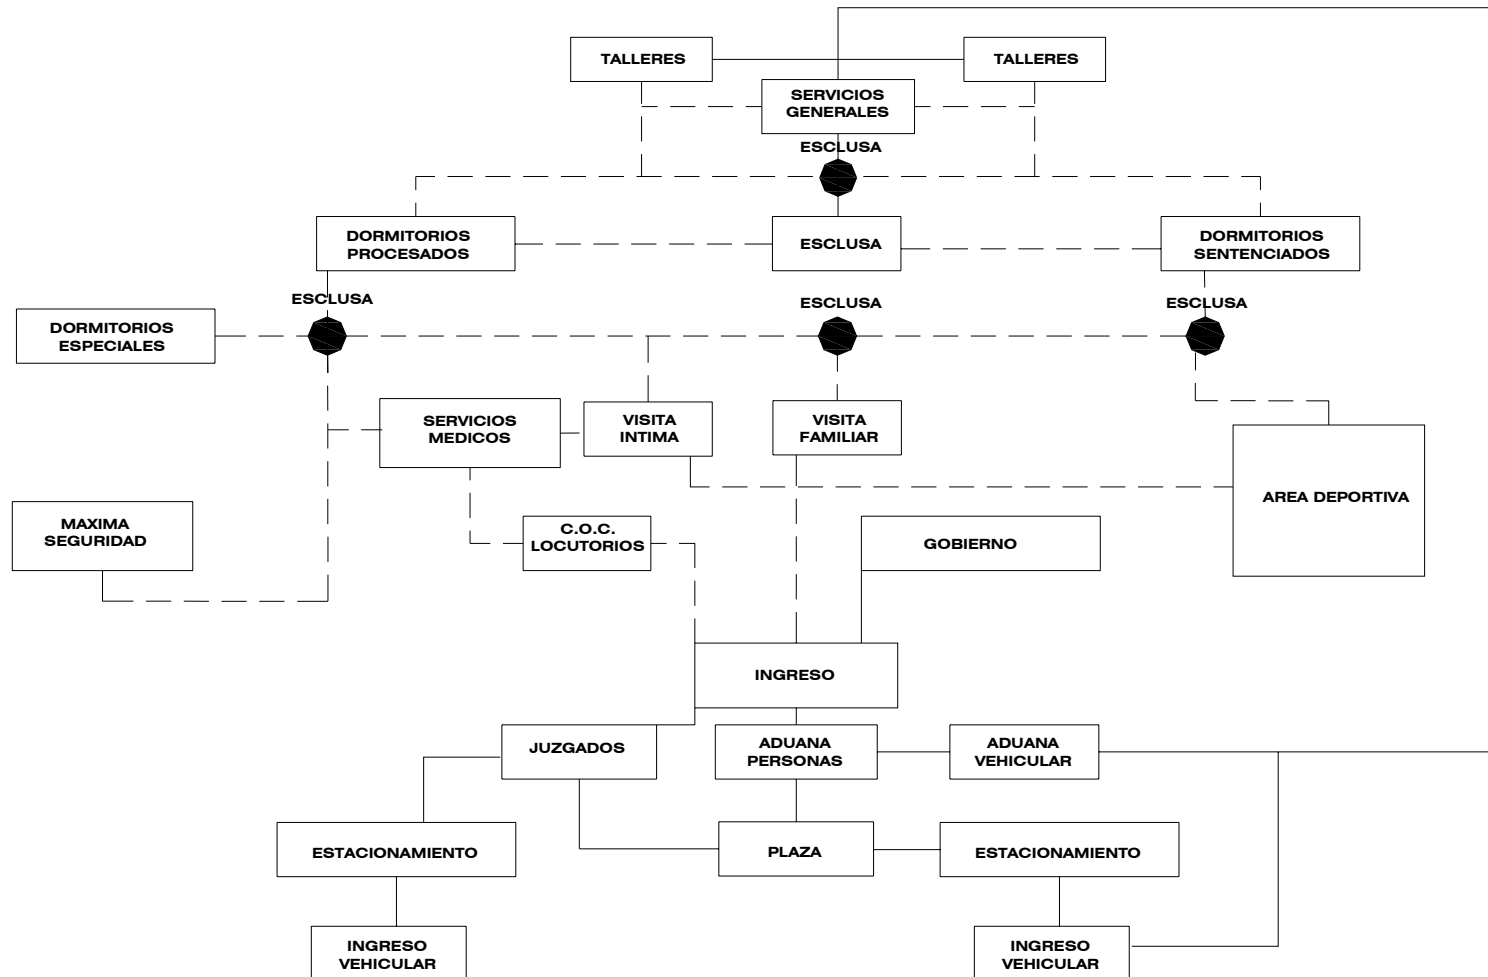 TALLERES
TALLERES
SERVICIOS
GENERALES
ESCLUSA
DORMITORIOS
PROCESADOS
ESCLUSA
DORMITORIOS
SENTENCIADOS
ESCLUSA
ESCLUSA
ESCLUSA
DORMITORIOS
ESPECIALES
SERVICIOS
MEDICOS
VISITA
INTIMA
VISITA
FAMILIAR
AREA DEPORTIVA
MAXIMA
SEGURIDAD
C.O.C.
LOCUTORIOS
GOBIERNO
INGRESO
JUZGADOS
ADUANA
PERSONAS
ADUANA
VEHICULAR
ESTACIONAMIENTO
PLAZA
ESTACIONAMIENTO
INGRESO
VEHICULAR
INGRESO
VEHICULAR